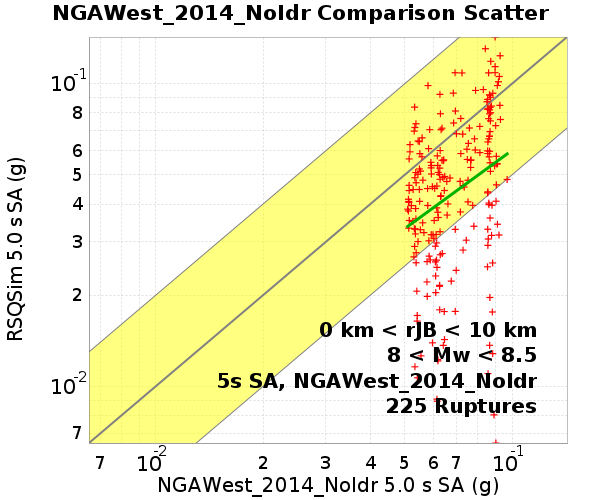 NGAWest_2014_NoIdr Comparison Scatter
10-1
8
6
5
4
3
2
10-2
7
RSQSim 5.0 s SA (g)
0 km < rJB < 10 km
8 < Mw < 8.5
5s SA, NGAWest_2014_NoIdr
225 Ruptures
7 10-2 2 3 4 5 6 7 10-1
NGAWest_2014_NoIdr 5.0 s SA (g)